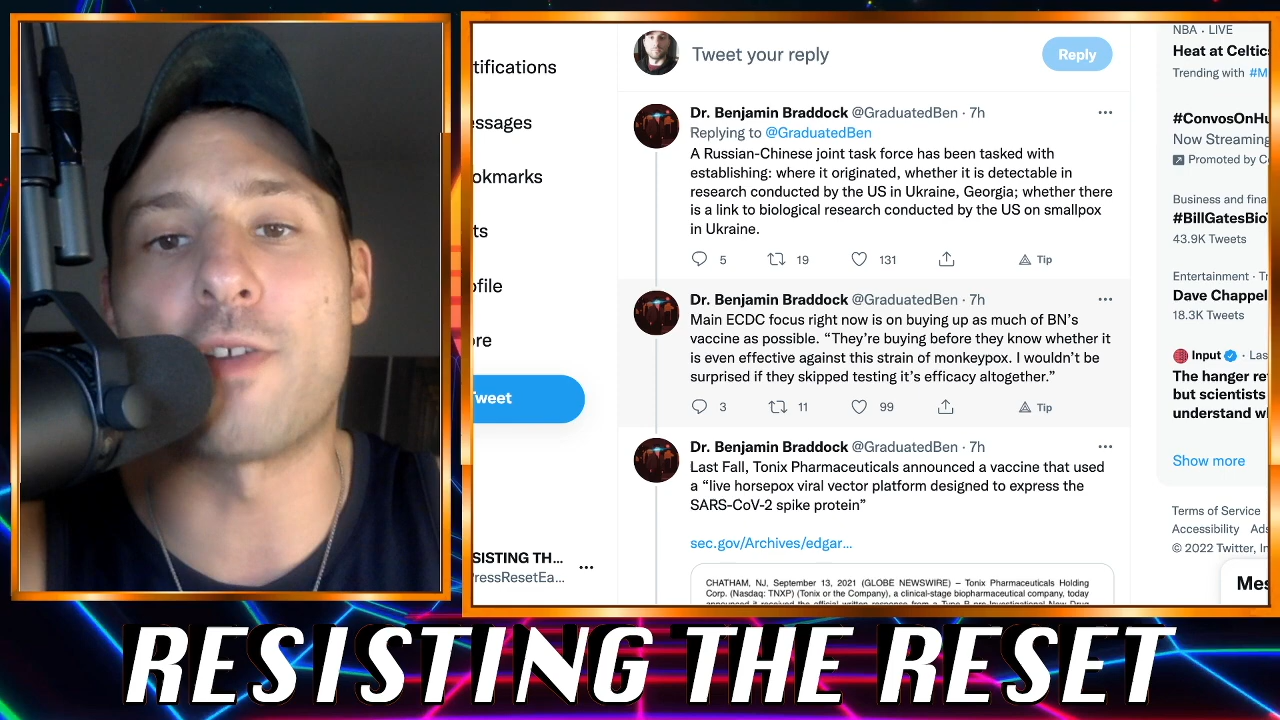 tifications
essages
okmarks
ts
ofile
ore
Tweet
SISTING TH... ...
PressResetEa...
Tweet your reply
Reply
Dr. Benjamin Braddock @GraduatedBen · 7h ...
Replying to @GraduatedBen
A Russian-Chinese joint task force has been tasked with
establishing: where it originated, whether it is detectable in
research conducted by the US in Ukraine, Georgia; whether there
is a link to biological research conducted by the US on smallpox
in Ukraine.
5 19 131 Tip
Dr. Benjamin Braddock @GraduatedBen · 7h ...
Main ECDC focus right now is on buying up as much of BN's
vaccine as possible. “They're buying before they know whether it
is even effective against this strain of monkeypox. I wouldn't be
surprised if they skipped testing it's efficacy altogether.”
3 11 99 Tip
Dr. Benjamin Braddock @GraduatedBen · 7h ...
Last Fall, Tonix Pharmaceuticals announced a vaccine that used
a “live horsepox viral vector platform designed to express the
SARS-CoV-2 spike protein”
sec.gov/Archives/edgar...
CHATHAM, NJ, September 13, 2021 (GLOBE NEWSWIRE) – Tonix Pharmaceuticals Holding
Corp. (Nasdaq: TNXP) (Tonix or the Company), a clinical-stage biopharmaceutical company, today
NBA · LIVE
Heat at Celtics
Trending with #M
#ConvosOnHu
Now Streaming
Promoted by Co
Business and fina
#BillGatesBioT
43.9K Tweets
Entertainment · Tr
Dave Chappel
18.3K Tweets
Input · Las
The hanger re
but scientists
understand wh
Show more
Terms of Service
Accessibility Ads
© 2022 Twitter, In
Mes
RESISTING THE RESET